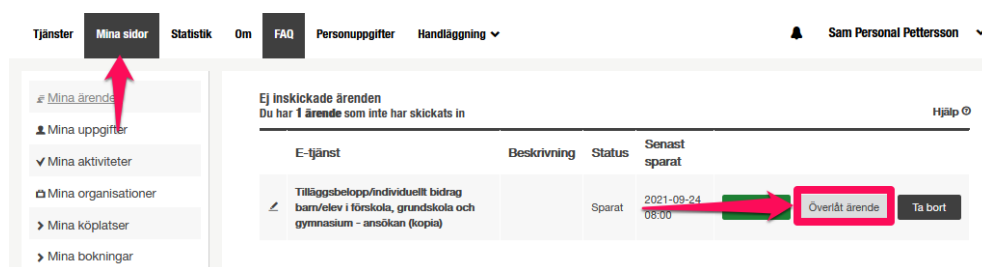 Tjänster Mina sidor Statistik Om FAQ Personuppgifter Handläggning Sam Personal Pettersson
Mina ärenden
Mina uppgifter
Mina aktiviteter
Mina organisationer
Mina köplatser
Mina bokningar
Ej inskickade ärenden
Du har 1 ärende som inte har skickats in
Hjälp
E-tjänst Beskrivning Status Senast sparat
Tilläggsbelopp/individuellt bidrag
barn/elev i förskola, grundskola och
gymnasium - ansökan (kopia)
Sparat
2021-09-24
08:00
Överlåt ärende
Ta bort